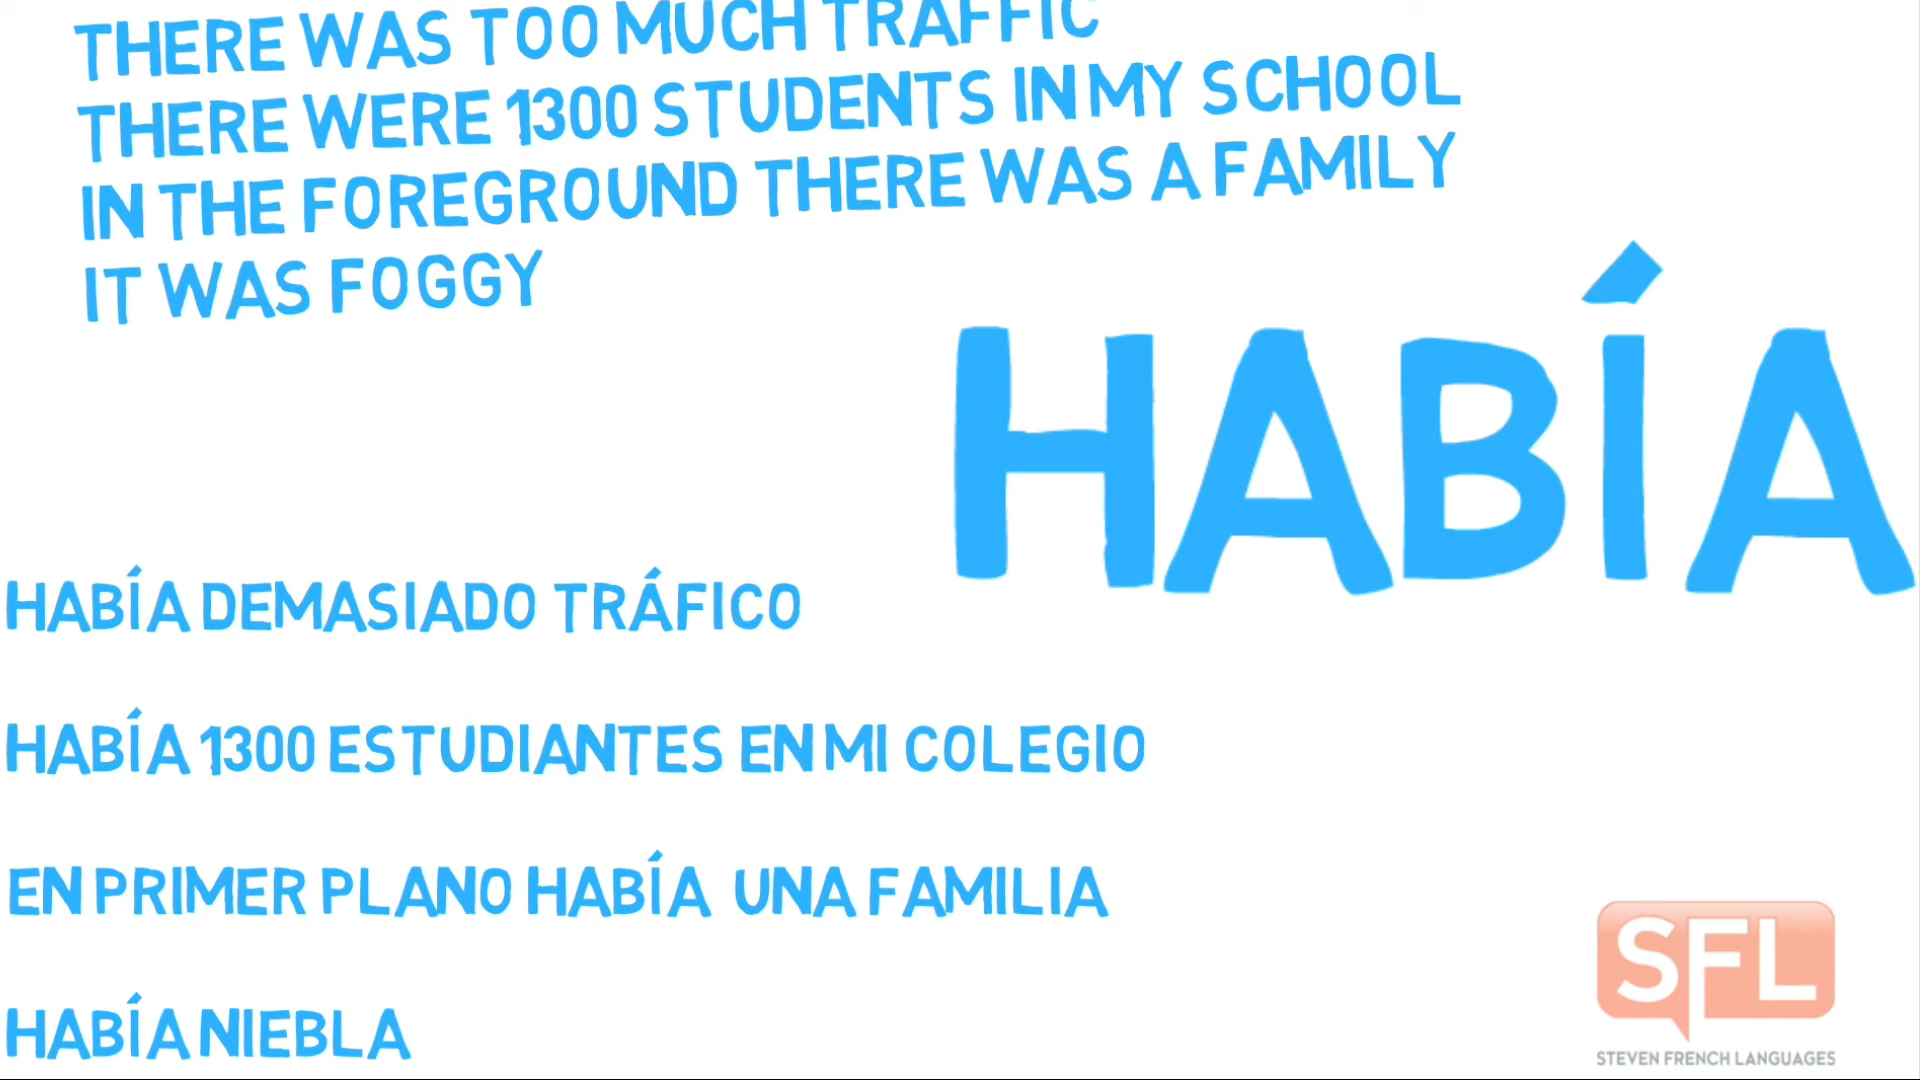 THERE WAS TOO MUCH TRAFFIC
THERE WERE 1300 STUDENTS IN MY SCHOOL
IN THE FOREGROUND THERE WAS A FAMILY
IT WAS FOGGY
HABÍA
HABÍA DEMASIADO TRÁFICO
HABÍA 1300 ESTUDIANTES EN MI COLEGIO
EN PRIMER PLANO HABÍA UNA FAMILIA
HABÍA NIEBLA
SFL
STEVEN FRENCH LANGUAGES